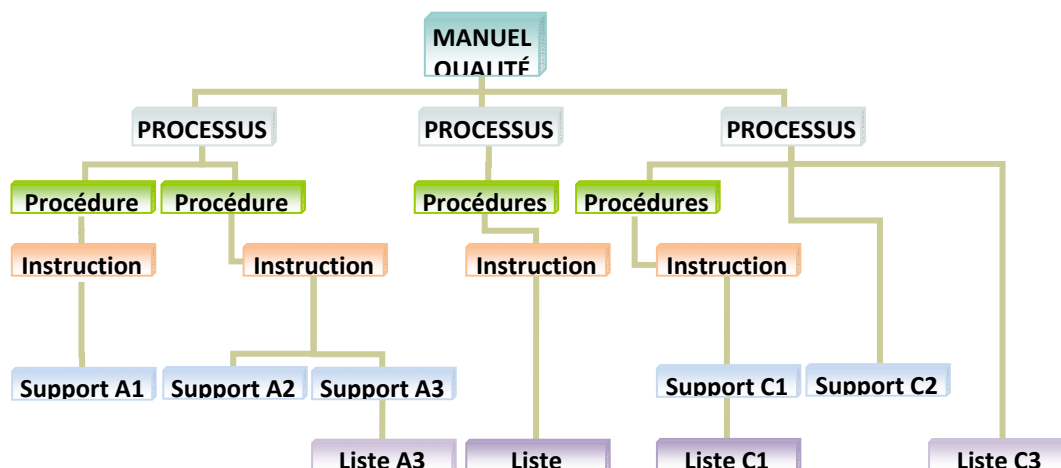 MANUEL
QUALITÉ
PROCESSUS PROCESSUS PROCESSUS
Procédure Procédure Procédures Procédures
Instruction Instruction Instruction Instruction
Support A1 Support A2 Support A3 Support C1 Support C2
Liste A3 Liste Liste C1 Liste C3